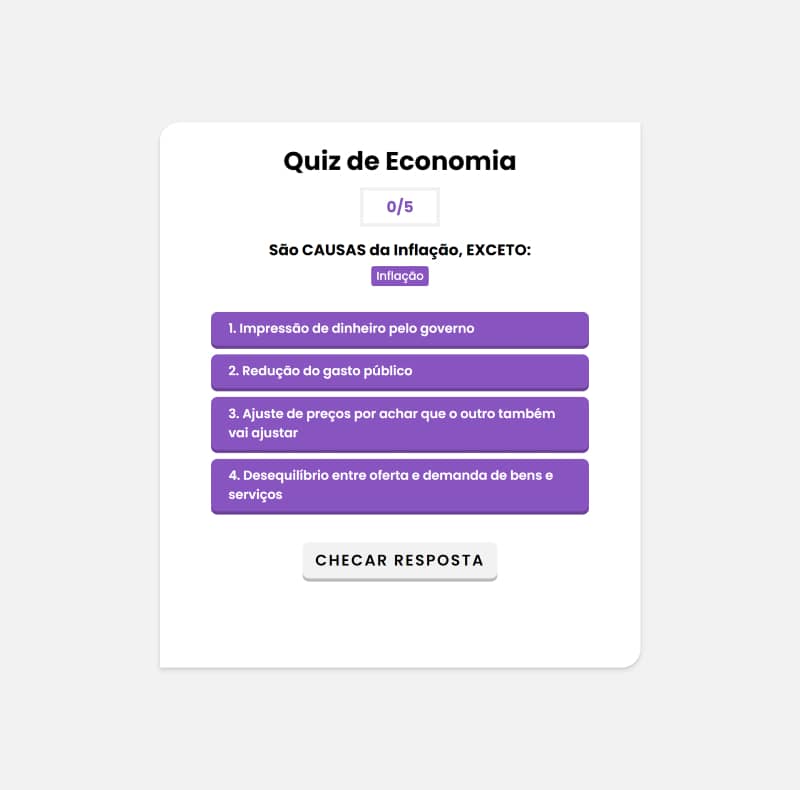 Quiz de Economia
0/5
São CAUSAS da Inflação, EXCETO:
Inflação
1. Impressão de dinheiro pelo governo
2. Redução do gasto público
3. Ajuste de preços por achar que o outro também
vai ajustar
4. Desequilíbrio entre oferta e demanda de bens e
serviços
CHECAR RESPOSTA